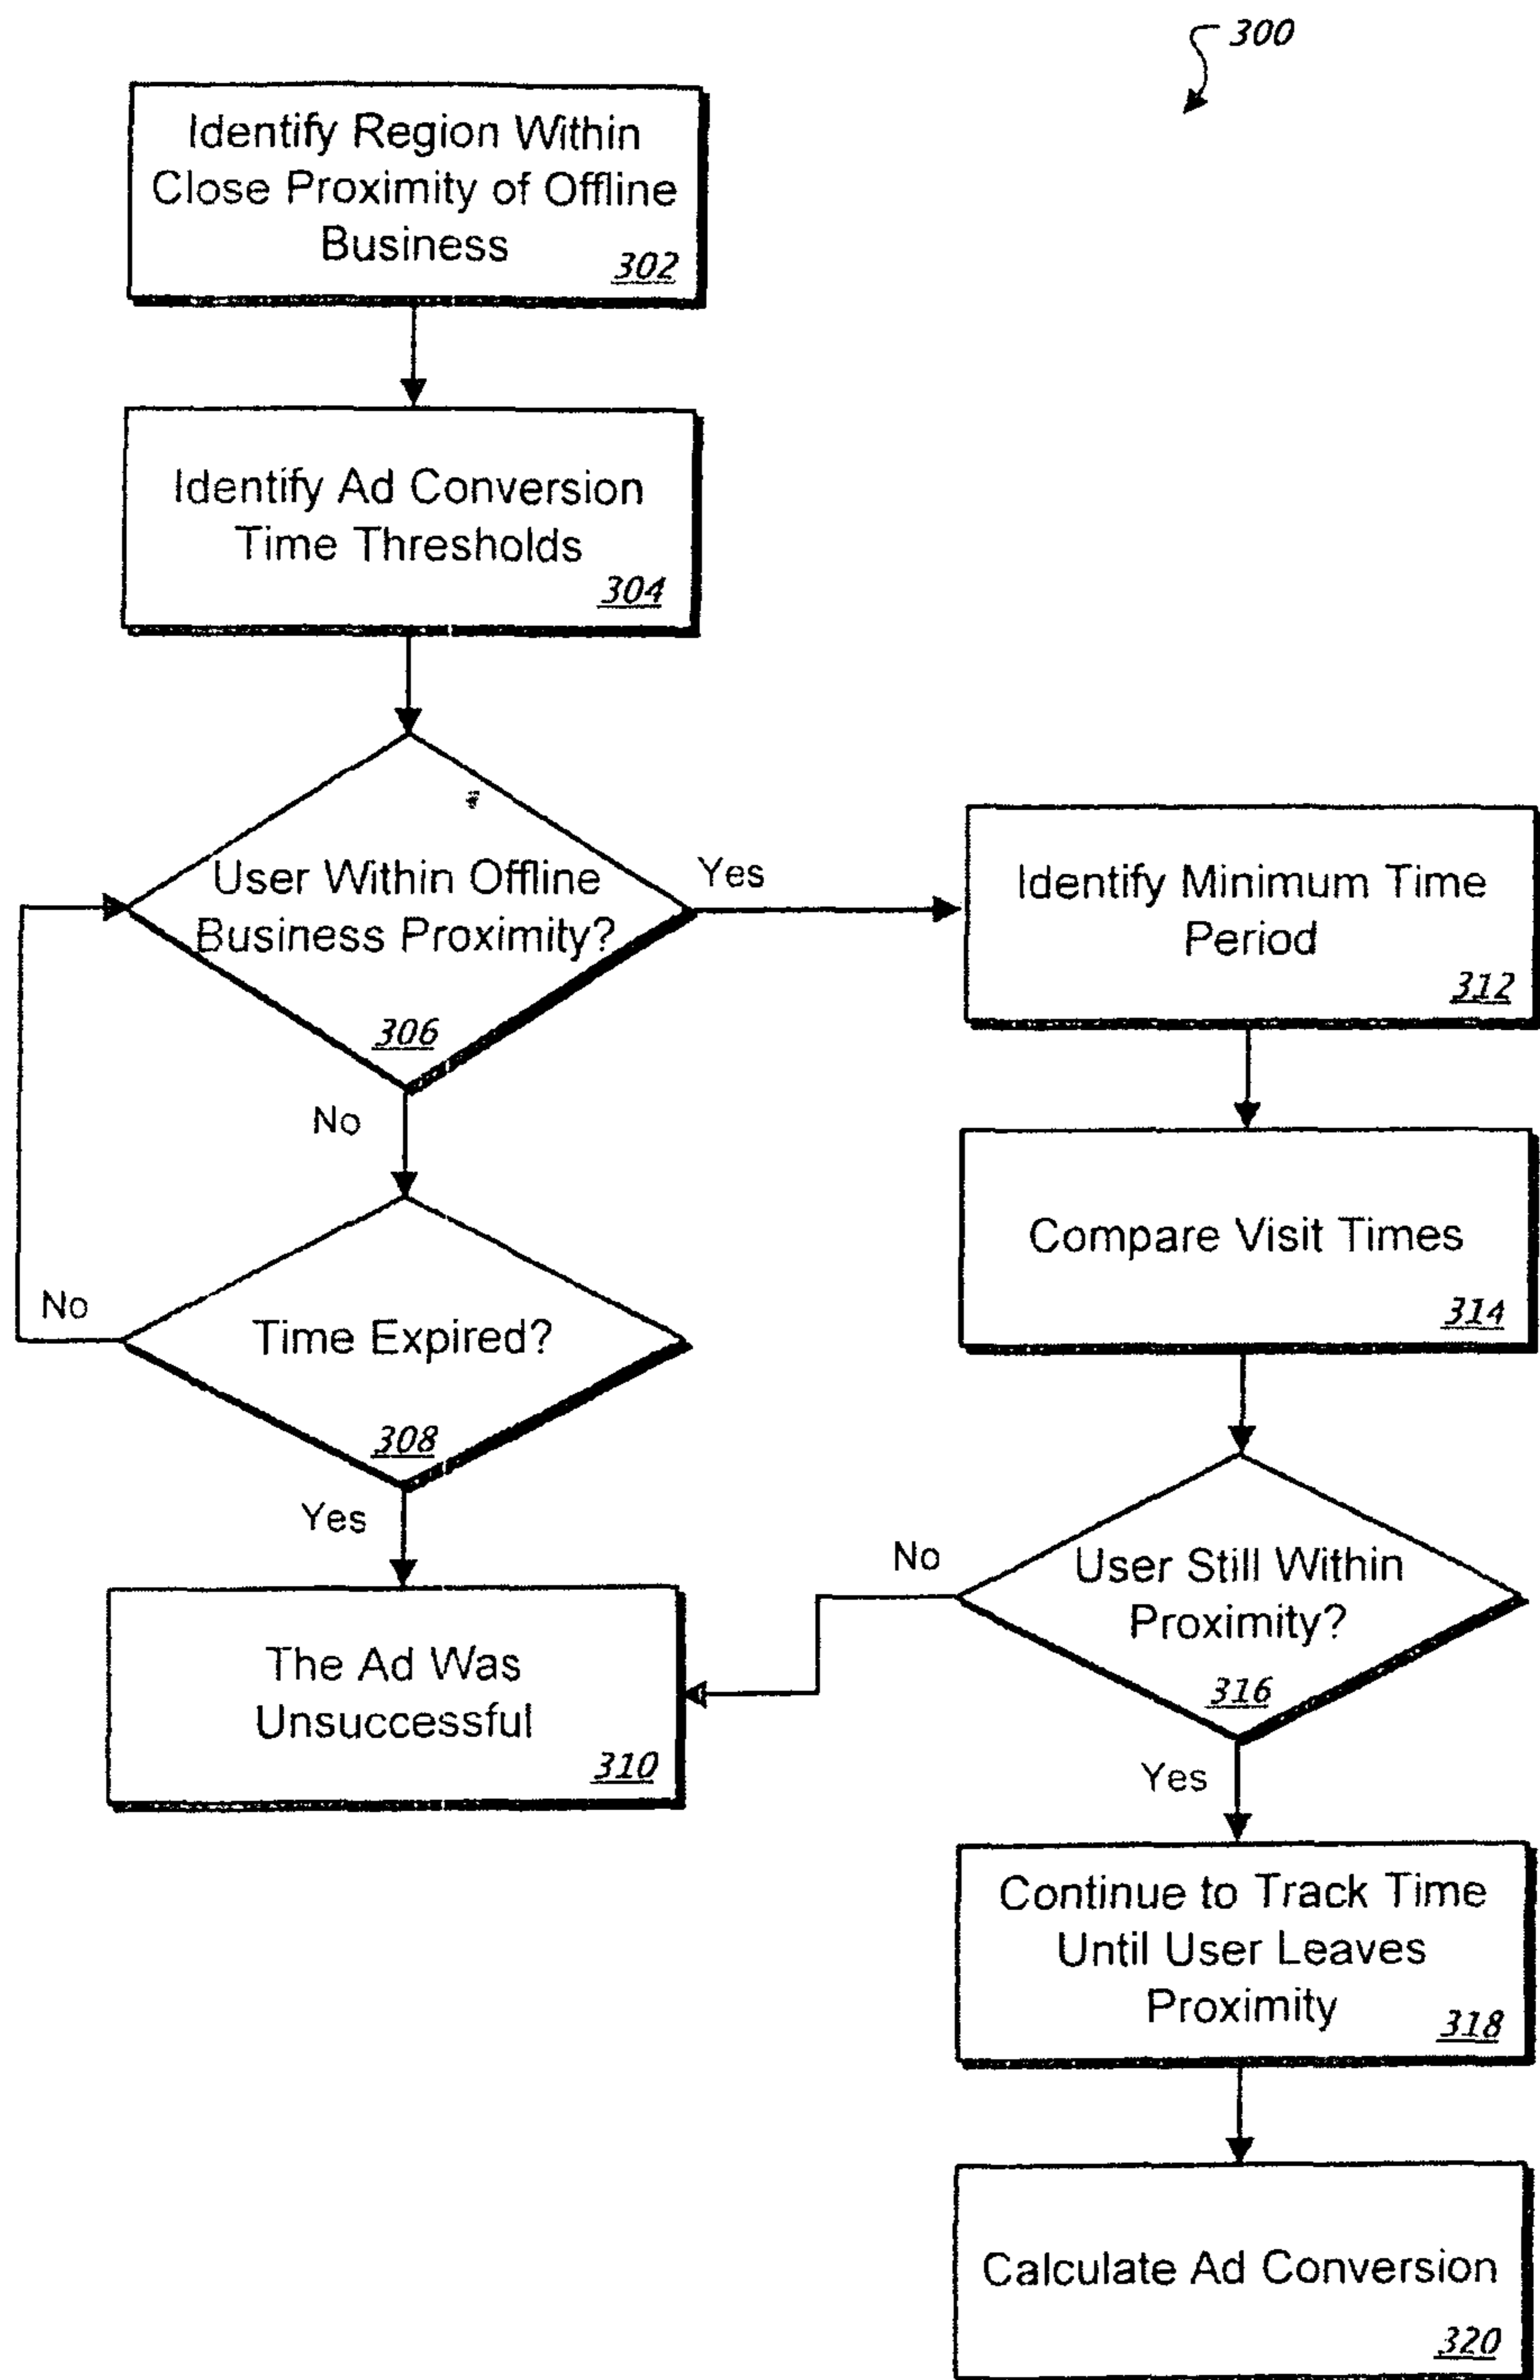 300
Identify Region Within
Close Proximity of Offline
Business
302
Identify Ad Conversion
Time Thresholds
304
User Within Offline
Business Proximity?
306
Yes
No
Time Expired?
308
No
Yes
The Ad Was
Unsuccessful
310
Identify Minimum Time
Period
312
Compare Visit Times
314
User Still Within
Proximity?
316
No
Yes
Continue to Track Time
Until User Leaves
Proximity
318
Calculate Ad Conversion
320